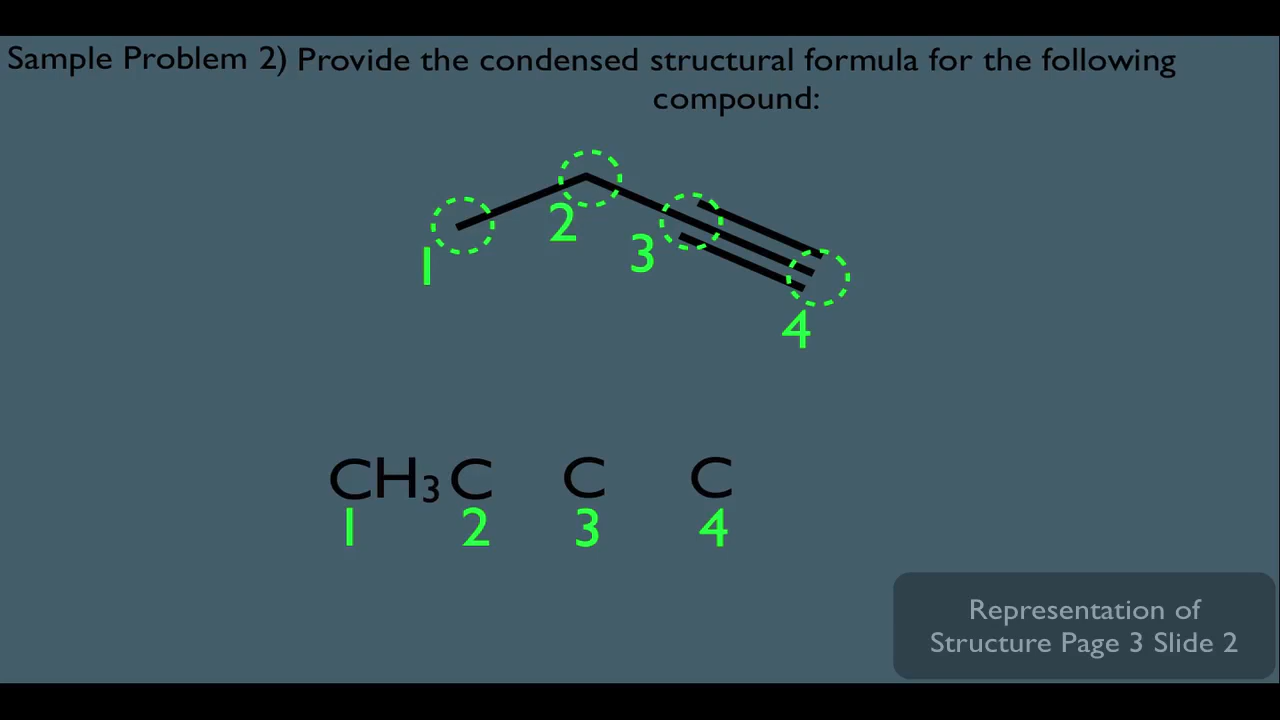 Sample Problem 2) Provide the condensed structural formula for the following
compound:
1
2
3
4
CH₃ C C C
1 2 3 4
Representation of
Structure Page 3 Slide 2